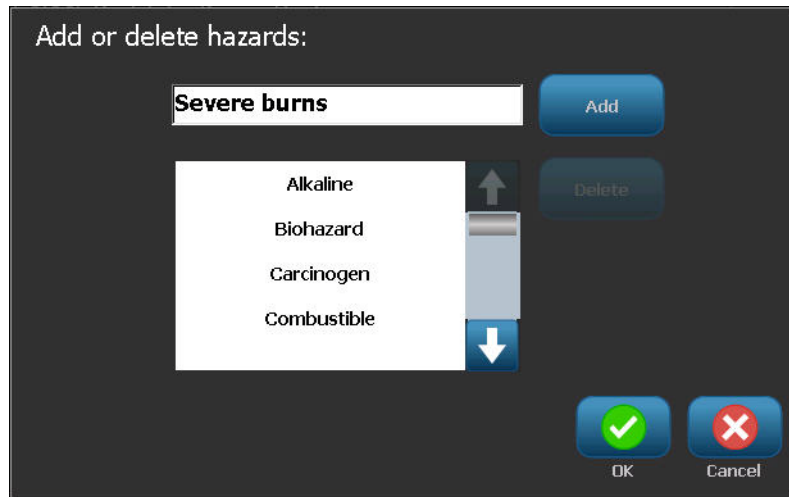 Add or delete hazards:
Severe burns
Add
Alkaline
Delete
Biohazard
Carcinogen
Combustible
OK
Cancel